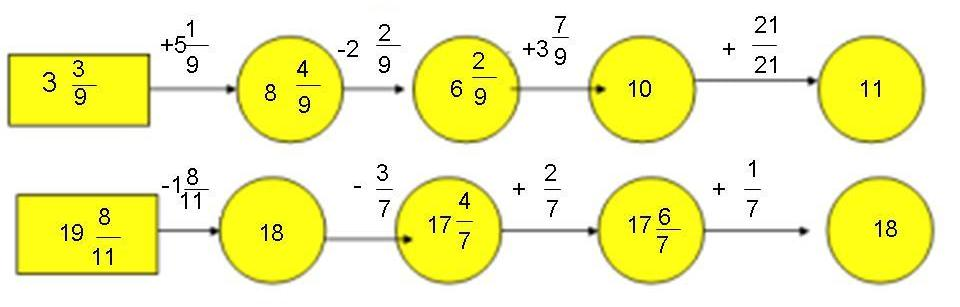 3 3/9 +5 1/9 8 4/9 -2 2/9 6 2/9 +3 7/9 10 + 21/21 11
19 8/11 -1 8/11 18 - 3/7 17 4/7 + 2/7 17 6/7 + 1/7 18